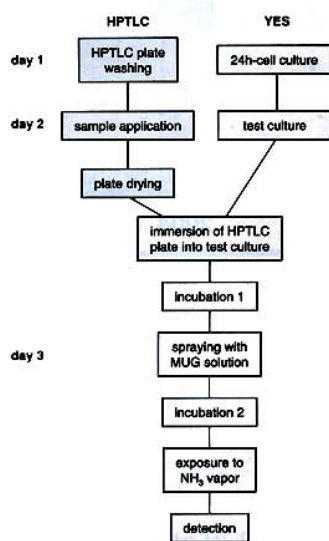 HPTLC YES
day 1
HPTLC plate
washing
24h-cell culture
day 2
sample application
test culture
plate drying
immersion of HPTLC
plate into test culture
incubation 1
day 3
spraying with
MUG solution
incubation 2
exposure to
NH₃ vapor
detection